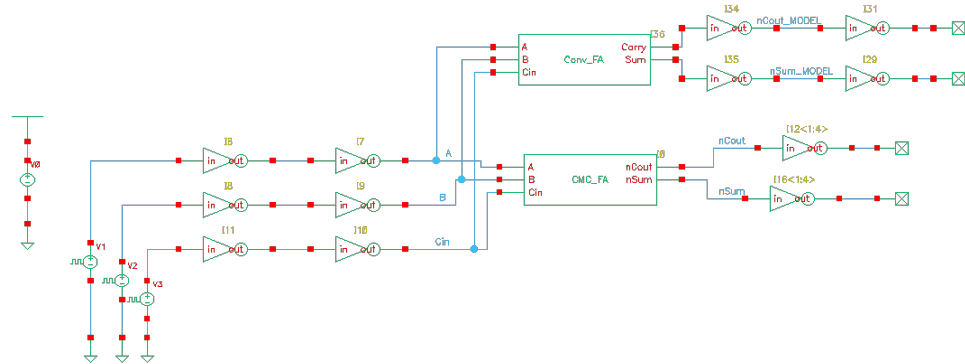 I34
nCout_MODEL
I31
in out
in out
I36
A
B
Cin
Conv_FA
Carry
Sum
I35
nSum_MODEL
I29
in out
in out
V0
I6
in out
I7
in out
A
I8
in out
I9
in out
B
I11
in out
I10
in out
Cin
I0
A
B
Cin
CMC_FA
nCout
nSum
nCout
I12<1:4>
in out
nSum
I16<1:4>
in out
V1
V2
V3